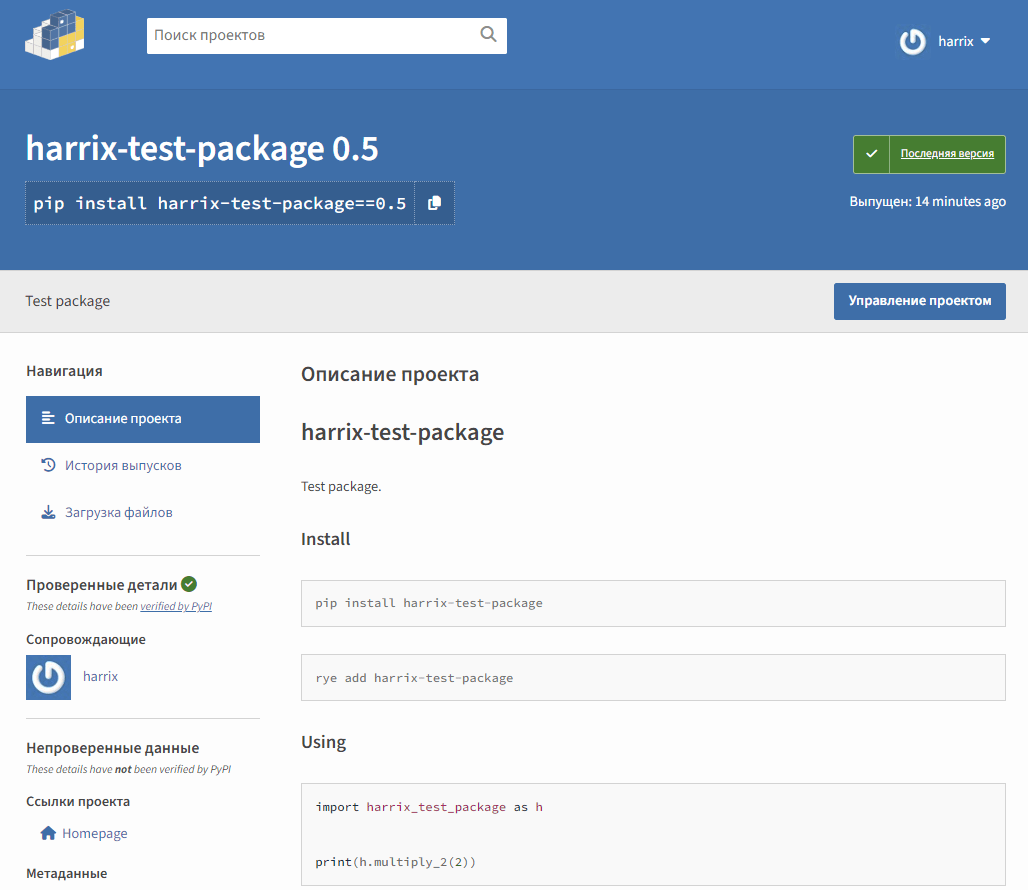 Поиск проектов
harrix
harrix-test-package 0.5
pip install harrix-test-package==0.5
Последняя версия
Выпущен: 14 minutes ago
Test package
Управление проектом
Навигация
Описание проекта
История выпусков
Загрузка файлов
Проверенные детали
These details have been verified by PyPI
Сопровождающие
harrix
Непроверенные данные
These details have not been verified by PyPI
Ссылки проекта
Homepage
Метаданные
Описание проекта
harrix-test-package
Test package.
Install
pip install harrix-test-package
rye add harrix-test-package
Using
import harrix_test_package as h
print(h.multiply_2(2))